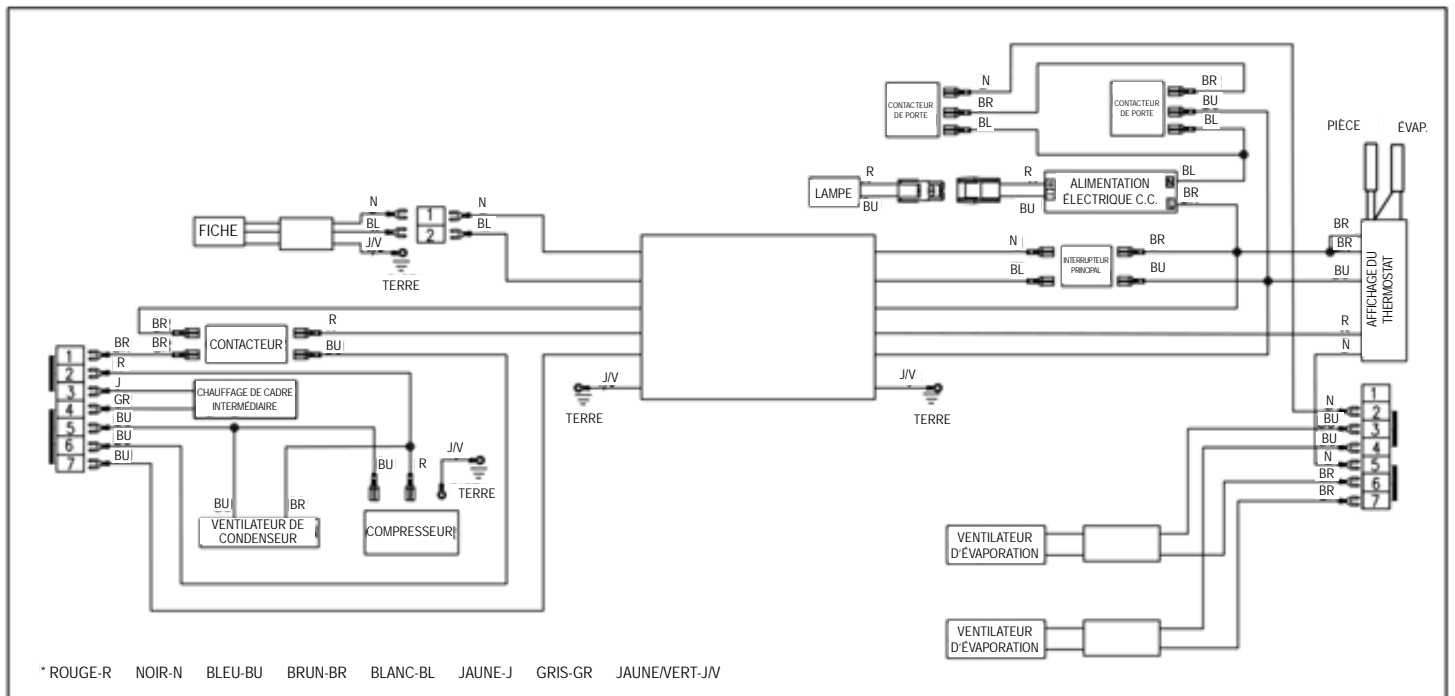 N
BR
BL
CONTACTEUR
DE PORTE
BR
BU
BL
CONTACTEUR
DE PORTE
PIÈCE
ÉVAP.
LAMPE
R
BU
R
BU
ALIMENTATION
ÉLECTRIQUE C.C.
N
L
BL
BR
FICHE
N
BL
J/V
TERRE
1
2
N
BL
N
BL
INTERRUPTEUR
PRINCIPAL
BR
BU
BR
BR
BU
R
N
AFFICHAGE DU
THERMOSTAT
BR
BR
CONTACTEUR
R
BU
1
2
3
4
5
6
7
BR
R
J
GR
BU
BU
BU
CHAUFFAGE DE CADRE
INTERMÉDIAIRE
J/V
TERRE
J/V
TERRE
BU
BR
VENTILATEUR DE
CONDENSEUR
BU
R
J/V
TERRE
COMPRESSEUR
N
BU
BU
N
BR
BR
1
2
3
4
5
6
7
VENTILATEUR
D'ÉVAPORATION
VENTILATEUR
D'ÉVAPORATION
* ROUGE-R NOIR-N BLEU-BU BRUN-BR BLANC-BL JAUNE-J GRIS-GR JAUNE/VERT-J/V